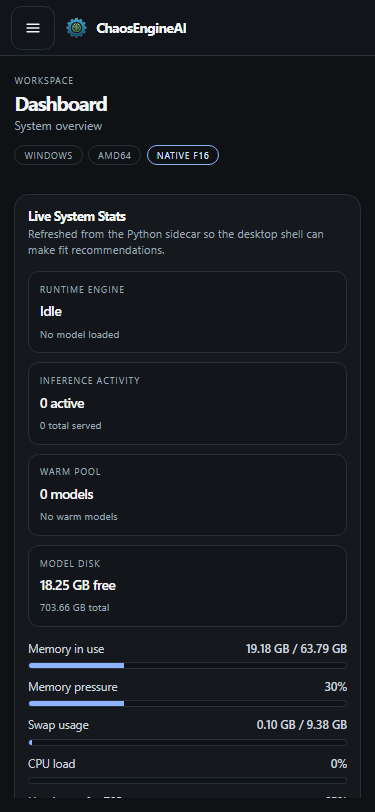 ChaosEngineAI
WORKSPACE
Dashboard
System overview
WINDOWS
AMD64
NATIVE F16
Live System Stats
Refreshed from the Python sidecar so the desktop shell can
make fit recommendations.
RUNTIME ENGINE
Idle
No model loaded
INFERENCE ACTIVITY
0 active
0 total served
WARM POOL
0 models
No warm models
MODEL DISK
18.25 GB free
703.66 GB total
Memory in use 19.18 GB / 63.79 GB
Memory pressure 30%
Swap usage 0.10 GB / 9.38 GB
CPU load 0%